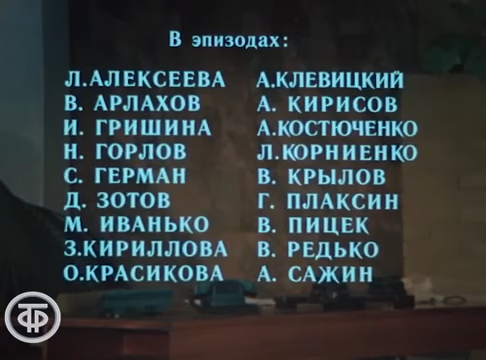 В эпизодах:
Л.АЛЕКСЕЕВА А.КЛЕВИЦКИЙ
В. АРЛАХОВ А. КИРИСОВ
И. ГРИШИНА А.КОСТЮЧЕНКО
Н. ГОРЛОВ Л.КОРНИЕНКО
С. ГЕРМАН В. КРЫЛОВ
Д. ЗОТОВ Г. ПЛАКСИН
М. ИВАНЬКО В. ПИЦЕК
З.КИРИЛЛОВА В. РЕДЬКО
О.КРАСИКОВА А. САЖИН